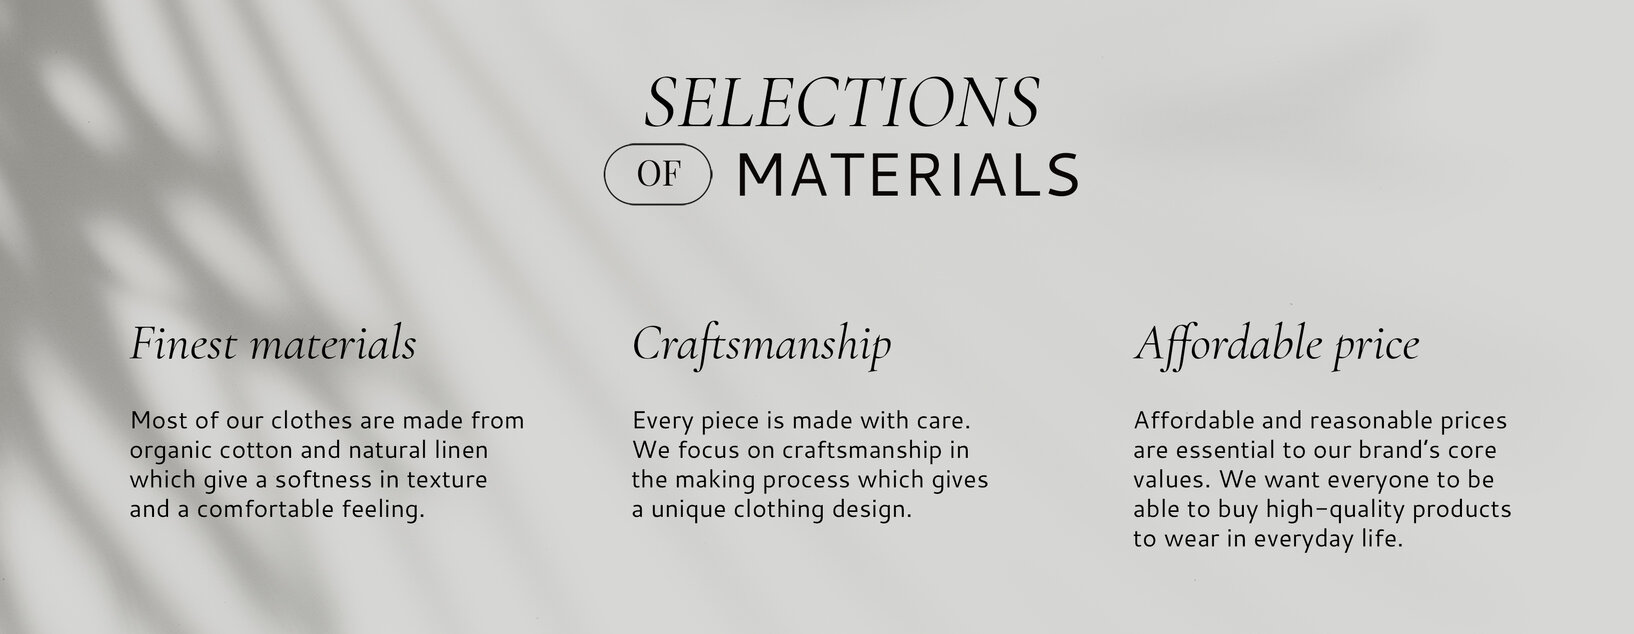 SELECTIONS
OF MATERIALS
Finest materials
Most of our clothes are made from
organic cotton and natural linen
which give a softness in texture
and a comfortable feeling.
Craftsmanship
Every piece is made with care.
We focus on craftsmanship in
the making process which gives
a unique clothing design.
Affordable price
Affordable and reasonable prices
are essential to our brand’s core
values. We want everyone to be
able to buy high-quality products
to wear in everyday life.